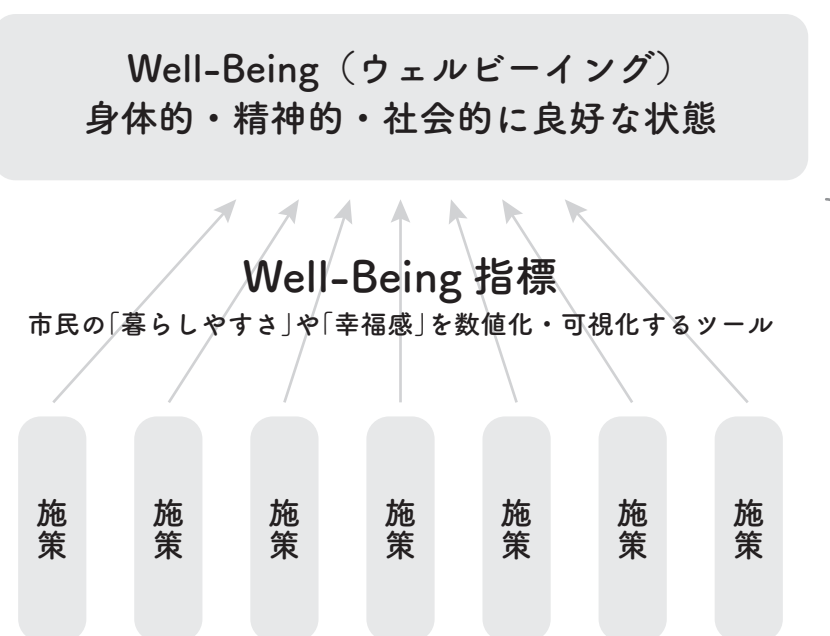 Well-Being（ウェルビーイング）
身体的・精神的・社会的に良好な状態
Well-Being 指標
市民の「暮らしやすさ」や「幸福感」を数値化・可視化するツール
施策
施策
施策
施策
施策
施策
施策